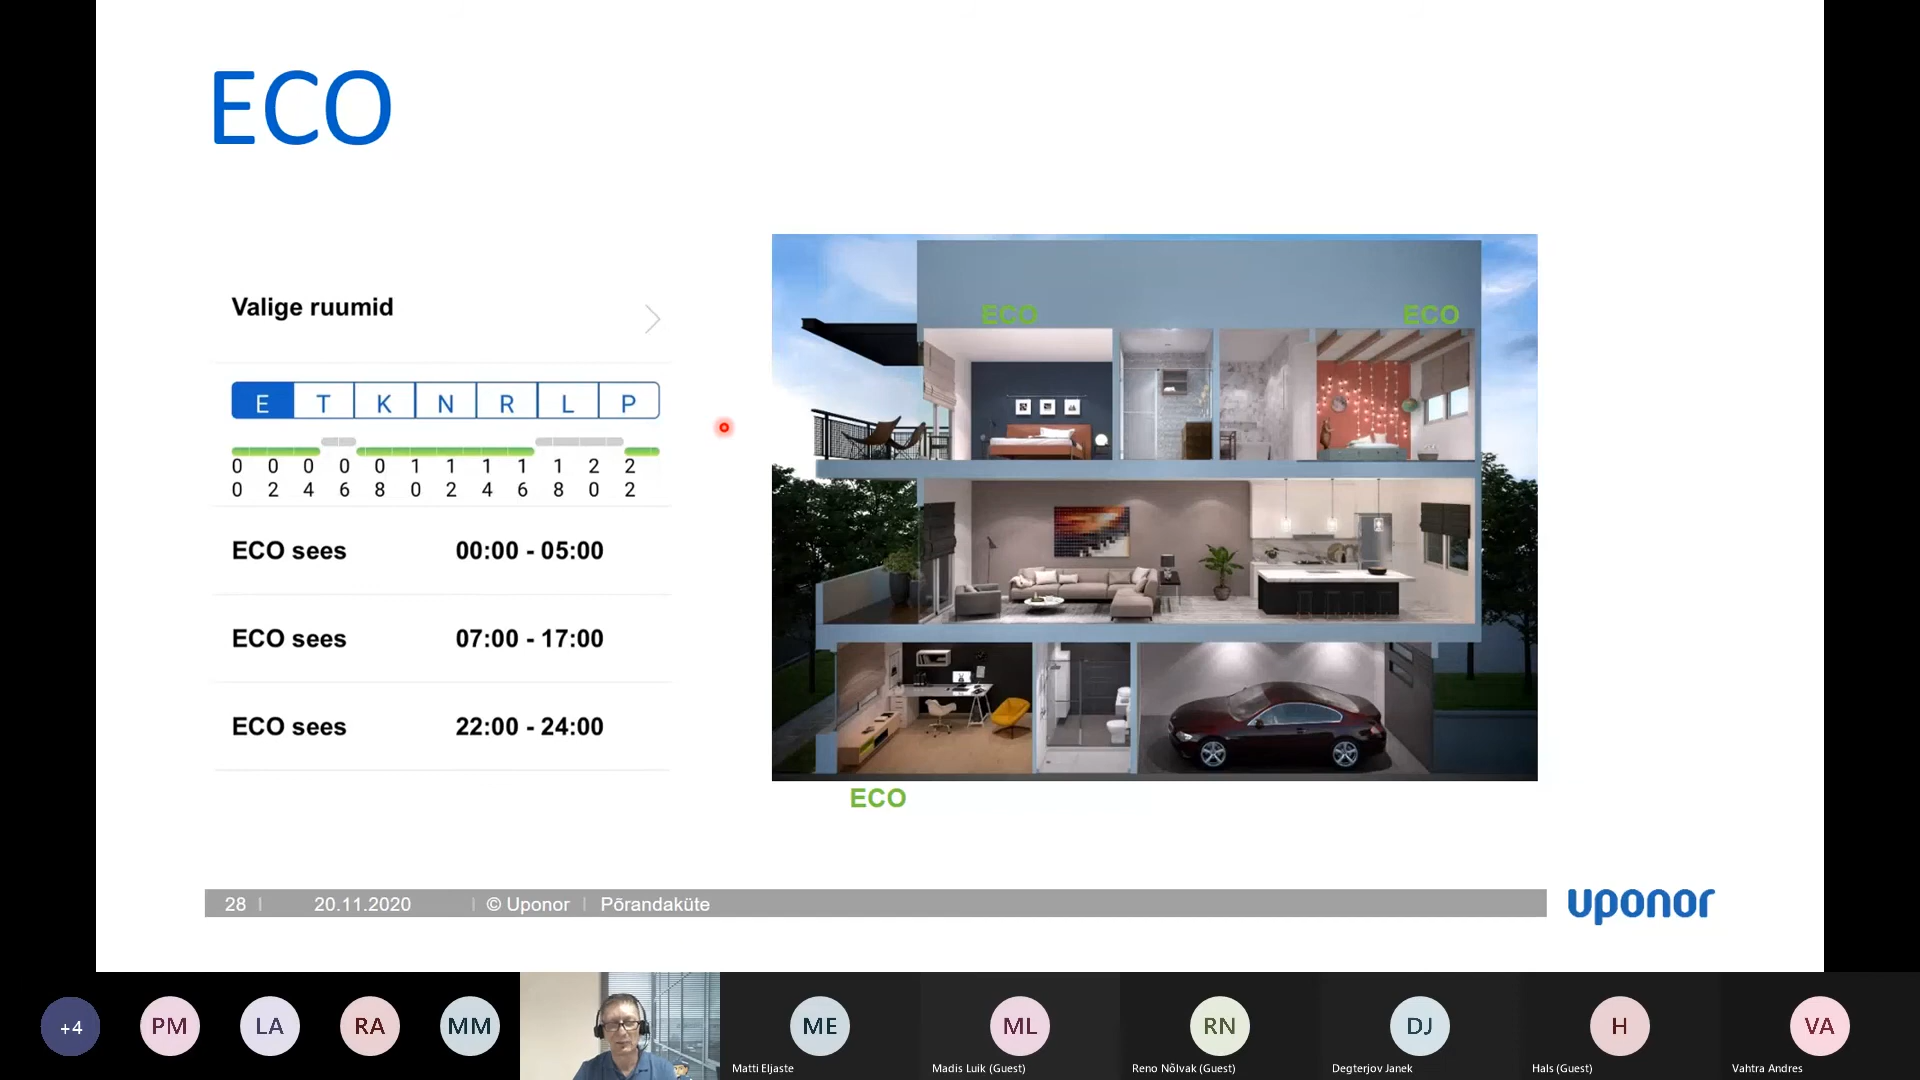 ECO
Valige ruumid
E T K N R L P
0 0 0 0 0 1 1 1 1 1 2 2
0 2 4 6 8 0 2 4 6 8 0 2
ECO sees 00:00 - 05:00
ECO sees 07:00 - 17:00
ECO sees 22:00 - 24:00
ECO ECO
ECO
28 20.11.2020 © Uponor Põrandaküte
uponor
+4 PM LA RA MM ME ML RN DJ H VA
Matti Eljaste Madis Luik (Guest) Reno Nõlvak (Guest) Degterjov Janek Hals (Guest) Vahtra Andres